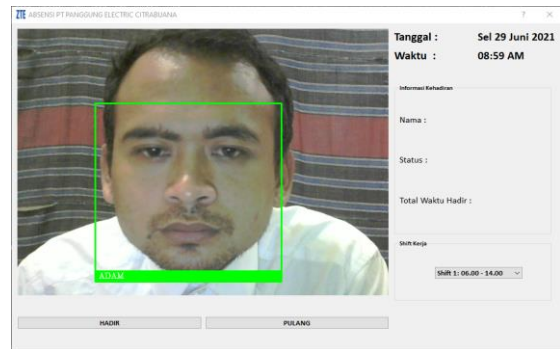 ZTE ABSENSI PT PANGGUNG ELECTRIC CITRABUANA
Tanggal : Sel 29 Juni 2021
Waktu : 08:59 AM
Informasi Kehadiran
Nama :
Status :
Total Waktu Hadir :
Shift Kerja
Shift 1: 06.00 - 14.00
ADAM
HADIR PULANG